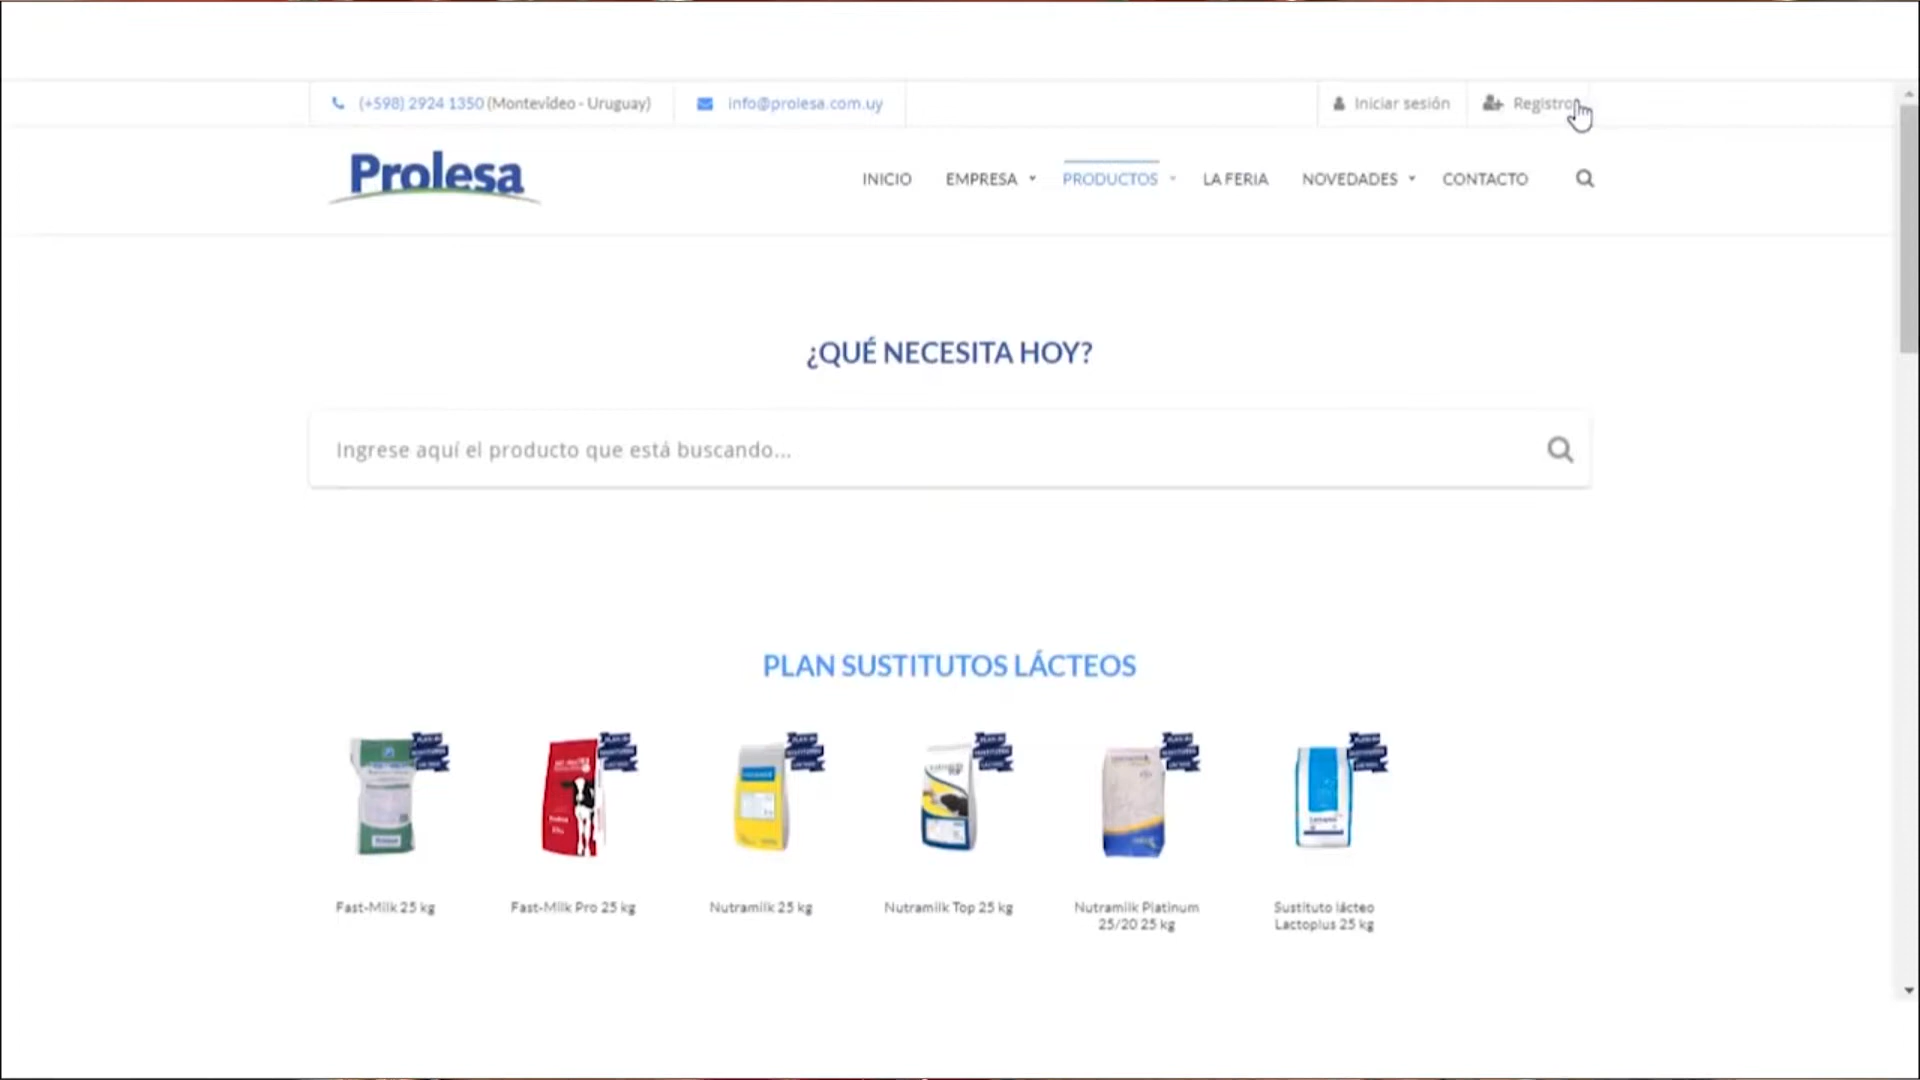 (+598) 2924 1350 (Montevideo - Uruguay)
info@prolesa.com.uy
Iniciar sesión
Registro
Prolesa
INICIO
EMPRESA
PRODUCTOS
LA FERIA
NOVEDADES
CONTACTO
¿QUÉ NECESITA HOY?
Ingrese aquí el producto que está buscando...
PLAN SUSTITUTOS LÁCTEOS
Fast-Milk 25 kg
Fast-Milk Pro 25 kg
Nutramilk 25 kg
Nutramilk Top 25 kg
Nutramilk Platinum
25/20 25 kg
Sustituto lácteo
Lactoplus 25 kg